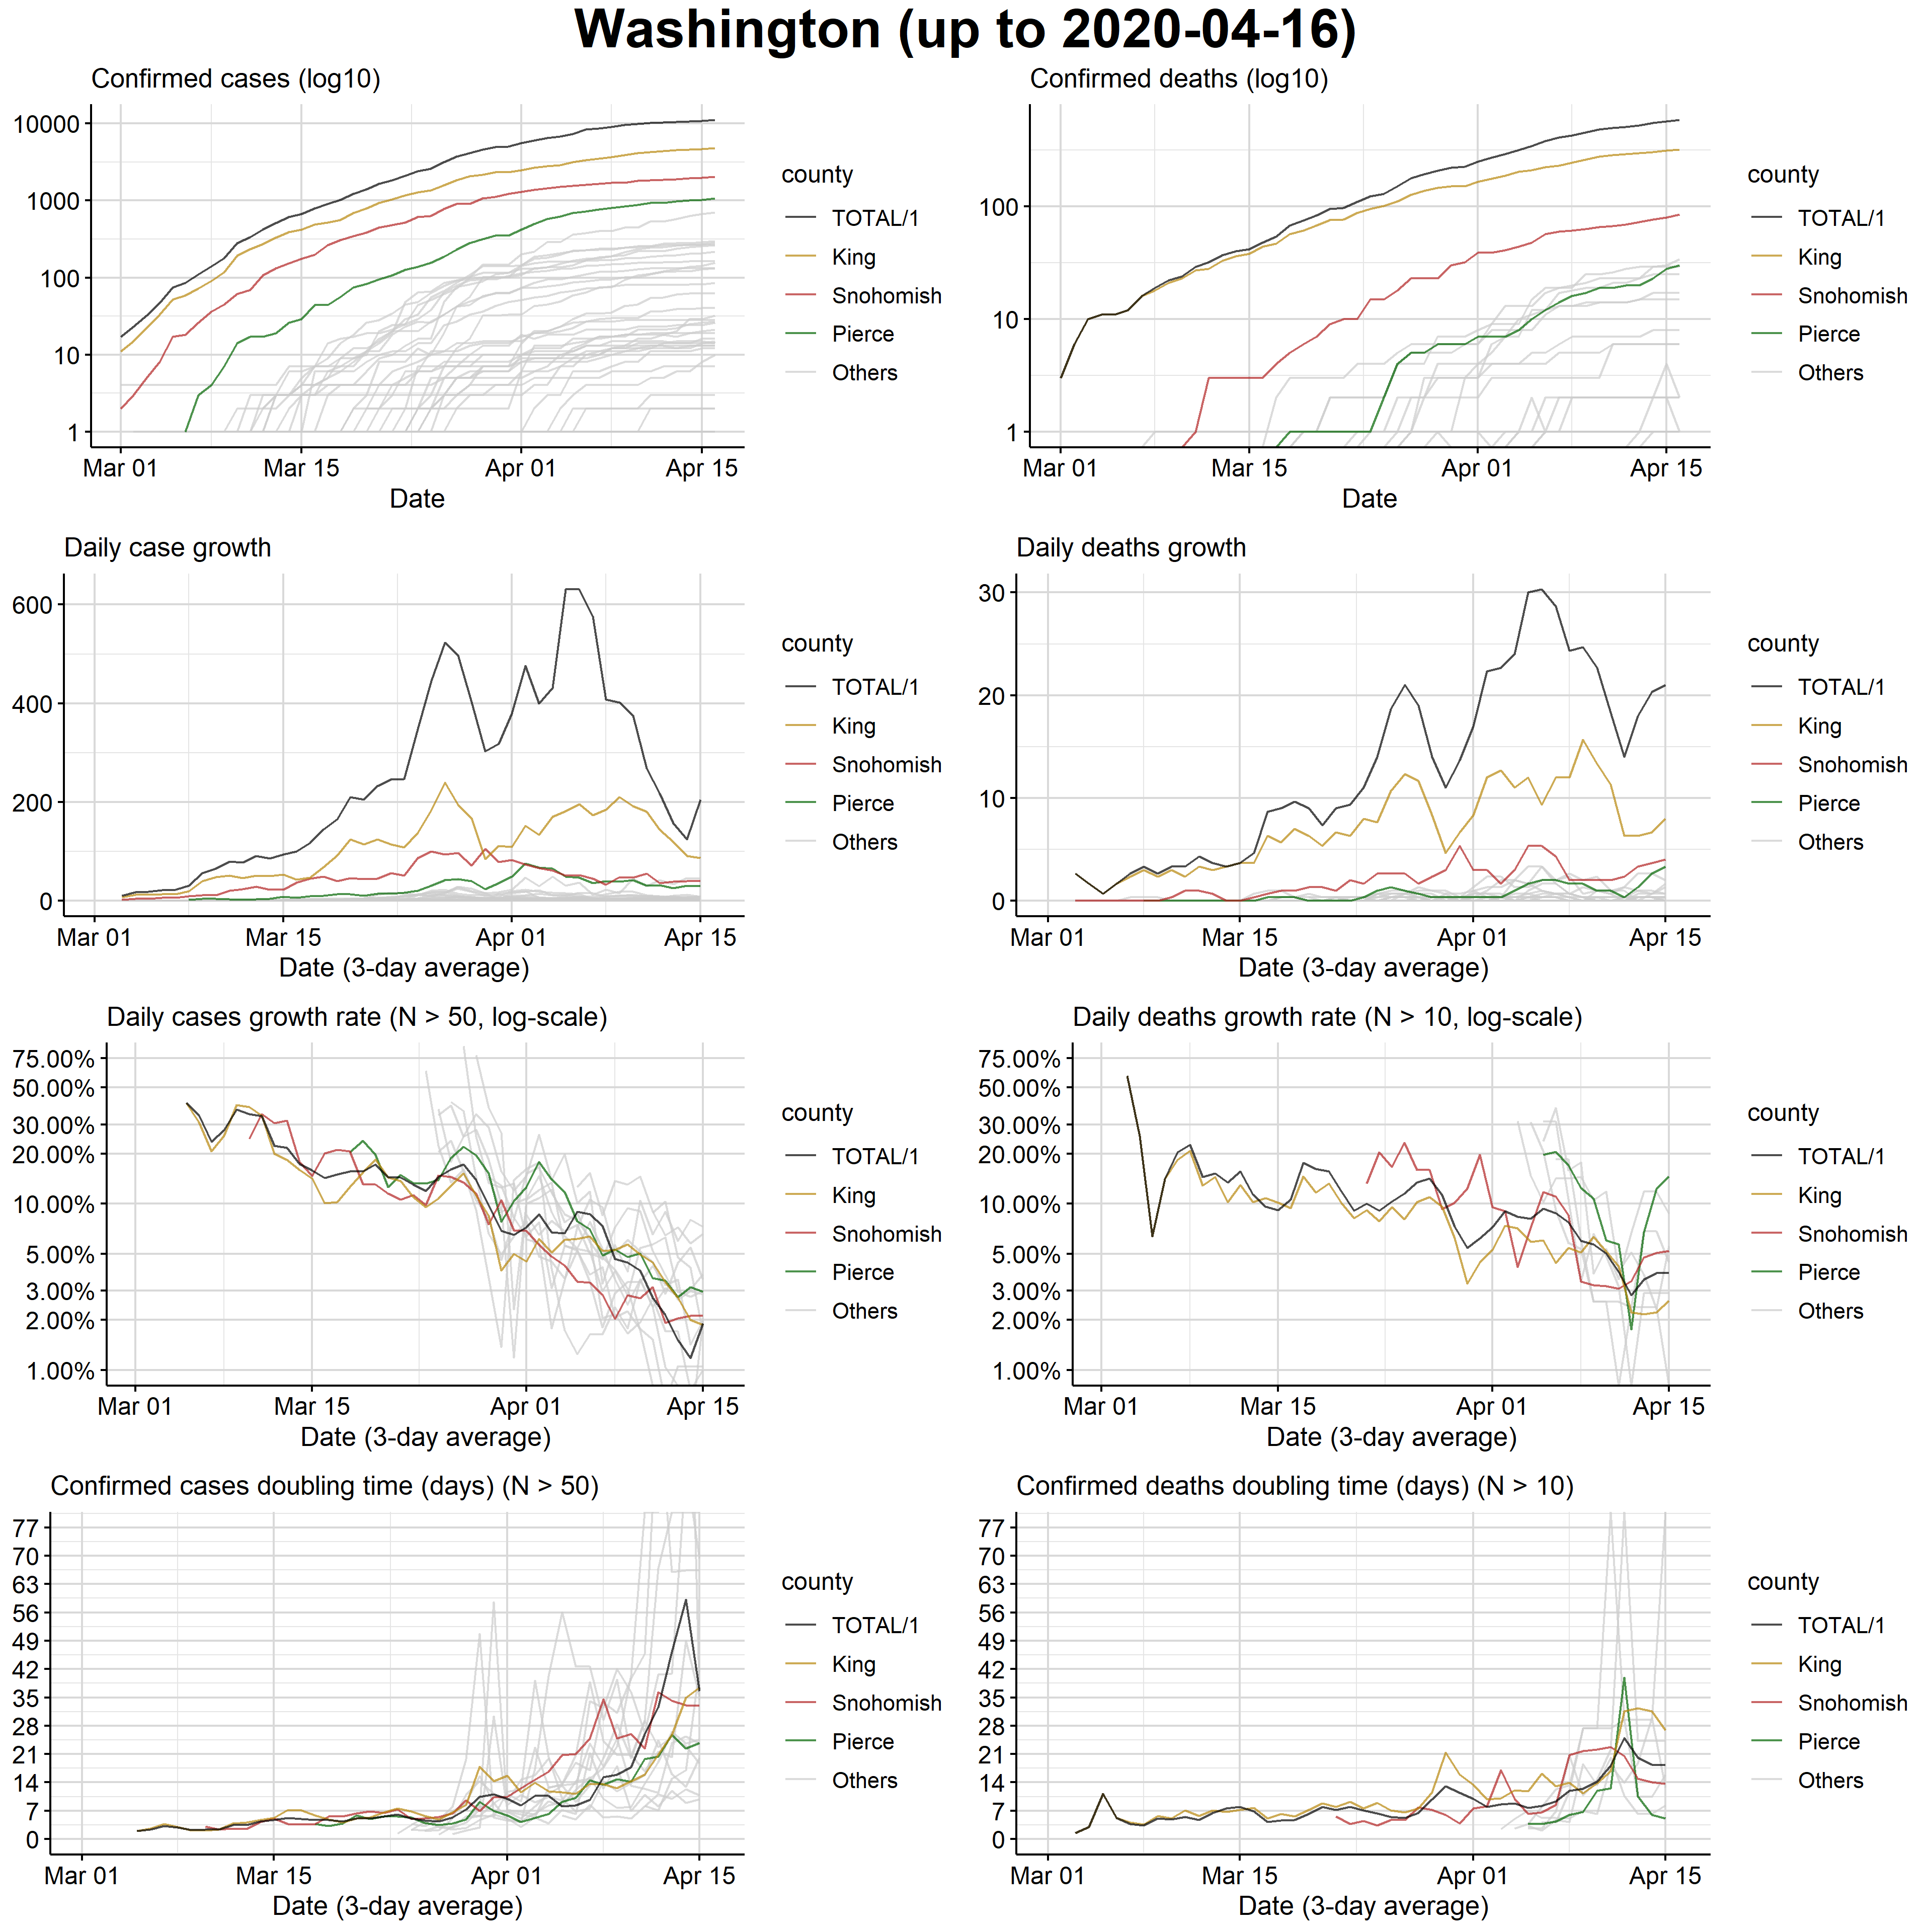 Washington (up to 2020-04-16)
Confirmed cases (log10)
10000
1000
100
10
1
Mar 01 Mar 15 Apr 01 Apr 15
Date
county
TOTAL/1
King
Snohomish
Pierce
Others
Confirmed deaths (log10)
100
10
1
Mar 01 Mar 15 Apr 01 Apr 15
Date
county
TOTAL/1
King
Snohomish
Pierce
Others
Daily case growth
600
400
200
0
Mar 01 Mar 15 Apr 01 Apr 15
Date (3-day average)
county
TOTAL/1
King
Snohomish
Pierce
Others
Daily deaths growth
30
20
10
0
Mar 01 Mar 15 Apr 01 Apr 15
Date (3-day average)
county
TOTAL/1
King
Snohomish
Pierce
Others
Daily cases growth rate (N > 50, log-scale)
75.00%
50.00%
30.00%
20.00%
10.00%
5.00%
3.00%
2.00%
1.00%
Mar 01 Mar 15 Apr 01 Apr 15
Date (3-day average)
county
TOTAL/1
King
Snohomish
Pierce
Others
Daily deaths growth rate (N > 10, log-scale)
75.00%
50.00%
30.00%
20.00%
10.00%
5.00%
3.00%
2.00%
1.00%
Mar 01 Mar 15 Apr 01 Apr 15
Date (3-day average)
county
TOTAL/1
King
Snohomish
Pierce
Others
Confirmed cases doubling time (days) (N > 50)
77
70
63
56
49
42
35
28
21
14
7
0
Mar 01 Mar 15 Apr 01 Apr 15
Date (3-day average)
county
TOTAL/1
King
Snohomish
Pierce
Others
Confirmed deaths doubling time (days) (N > 10)
77
70
63
56
49
42
35
28
21
14
7
0
Mar 01 Mar 15 Apr 01 Apr 15
Date (3-day average)
county
TOTAL/1
King
Snohomish
Pierce
Others